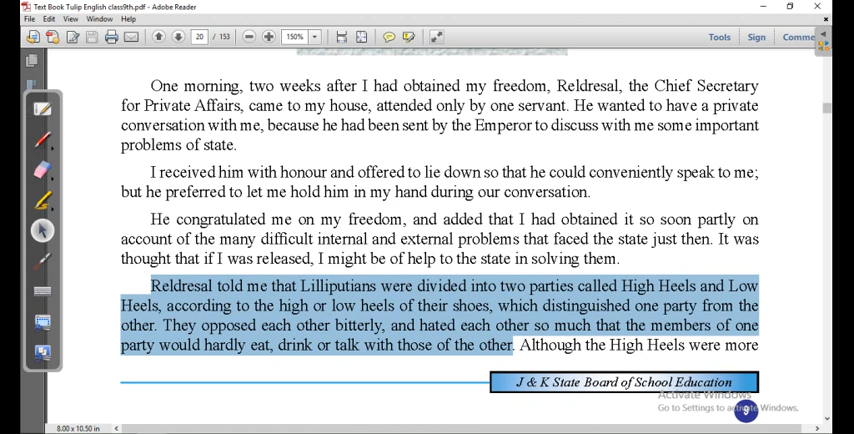 Text Book Tulip English class9th.pdf - Adobe Reader
File Edit View Window Help
20 / 153 150% Tools Sign Comme
One morning, two weeks after I had obtained my freedom, Reldresal, the Chief Secretary
for Private Affairs, came to my house, attended only by one servant. He wanted to have a private
conversation with me, because he had been sent by the Emperor to discuss with me some important
problems of state.
I received him with honour and offered to lie down so that he could conveniently speak to me;
but he preferred to let me hold him in my hand during our conversation.
He congratulated me on my freedom, and added that I had obtained it so soon partly on
account of the many difficult internal and external problems that faced the state just then. It was
thought that if I was released, I might be of help to the state in solving them.
Reldresal told me that Lilliputians were divided into two parties called High Heels and Low
Heels, according to the high or low heels of their shoes, which distinguished one party from the
other. They opposed each other bitterly, and hated each other so much that the members of one
party would hardly eat, drink or talk with those of the other. Although the High Heels were more
J & K State Board of School Education
Activate Windows
Go to Settings to activate Windows.
9
8.00 x 10.50 in